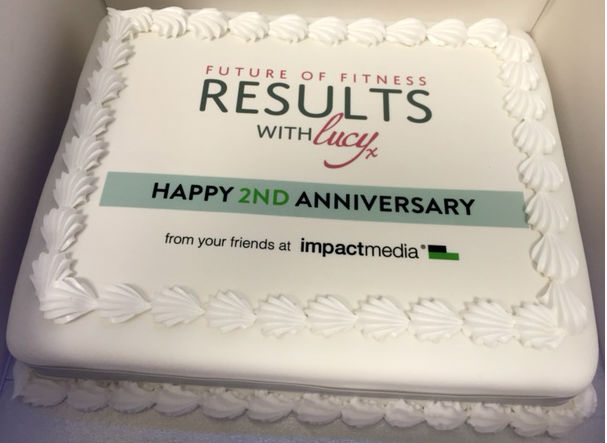 FUTURE OF FITNESS
RESULTS
WITH lucy x
HAPPY 2ND ANNIVERSARY
from your friends at impactmedia®